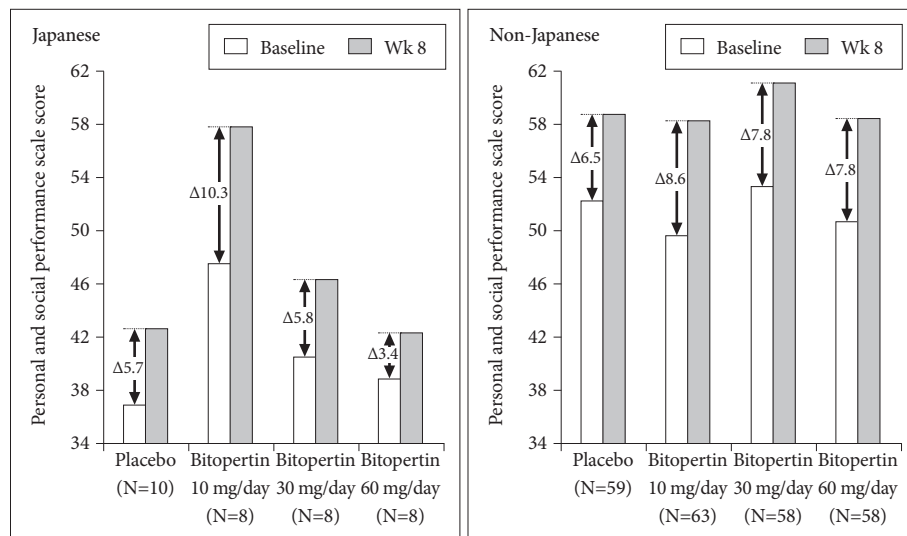 Japanese
Baseline
Wk 8
Personal and social performance scale score
62
58
54
50
46
42
38
34
Δ5.7
Δ10.3
Δ5.8
Δ3.4
Placebo
(N=10)
Bitopertin
10 mg/day
(N=8)
Bitopertin
30 mg/day
(N=8)
Bitopertin
60 mg/day
(N=8)
Non-Japanese
Baseline
Wk 8
Personal and social performance scale score
62
58
54
50
46
42
38
34
Δ6.5
Δ8.6
Δ7.8
Δ7.8
Placebo
(N=59)
Bitopertin
10 mg/day
(N=63)
Bitopertin
30 mg/day
(N=58)
Bitopertin
60 mg/day
(N=58)